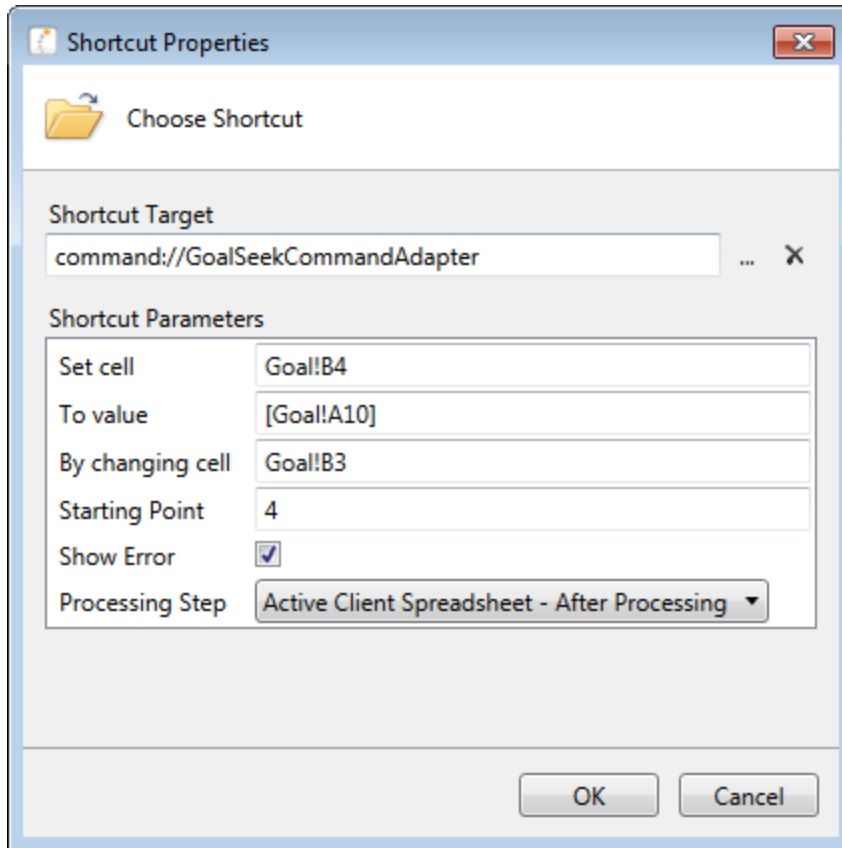 Shortcut Properties
Choose Shortcut
Shortcut Target
command://GoalSeekCommandAdapter ...
Shortcut Parameters
Set cell Goal!B4
To value [Goal!A10]
By changing cell Goal!B3
Starting Point 4
Show Error
Processing Step Active Client Spreadsheet - After Processing
OK Cancel